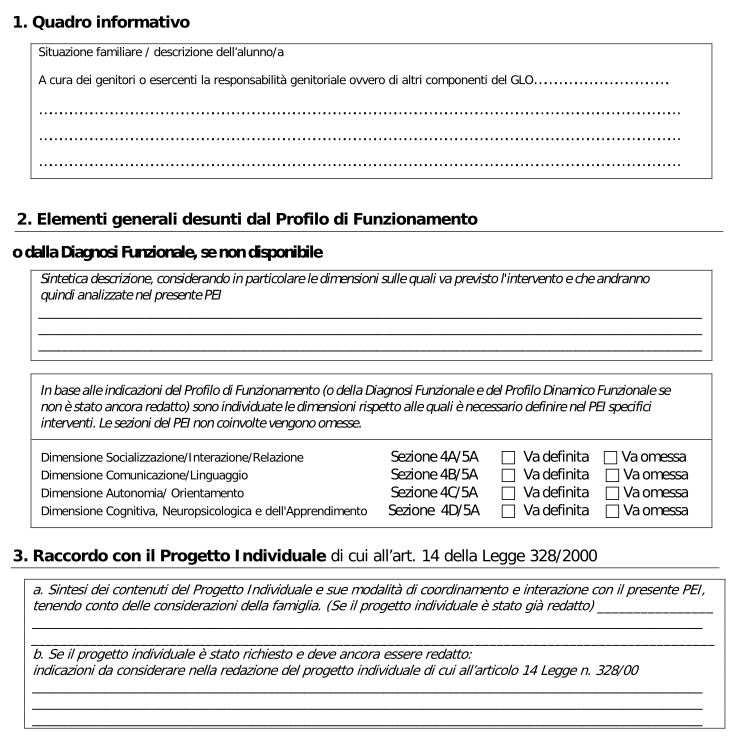 1. Quadro informativo
Situazione familiare / descrizione dell'alunno/a
A cura dei genitori o esercenti la responsabilità genitoriale ovvero di altri componenti del GLO...........................
................................................................................................................
................................................................................................................
................................................................................................................
2. Elementi generali desunti dal Profilo di Funzionamento
o dalla Diagnosi Funzionale, se non disponibile
Sintetica descrizione, considerando in particolare le dimensioni sulle quali va previsto l'intervento e che andranno
quindi analizzate nel presente PEI
In base alle indicazioni del Profilo di Funzionamento (o della Diagnosi Funzionale e del Profilo Dinamico Funzionale se
non è stato ancora redatto) sono individuate le dimensioni rispetto alle quali è necessario definire nel PEI specifici
interventi. Le sezioni del PEI non coinvolte vengono omesse.
Dimensione Socializzazione/Interazione/Relazione Sezione 4A/5A ☐ Va definita ☐ Va omessa
Dimensione Comunicazione/Linguaggio Sezione 4B/5A ☐ Va definita ☐ Va omessa
Dimensione Autonomia/ Orientamento Sezione 4C/5A ☐ Va definita ☐ Va omessa
Dimensione Cognitiva, Neuropsicologica e dell'Apprendimento Sezione 4D/5A ☐ Va definita ☐ Va omessa
3. Raccordo con il Progetto Individuale di cui all'art. 14 della Legge 328/2000
a. Sintesi dei contenuti del Progetto Individuale e sue modalità di coordinamento e interazione con il presente PEI,
tenendo conto delle considerazioni della famiglia. (Se il progetto individuale è stato già redatto) ________________
b. Se il progetto individuale è stato richiesto e deve ancora essere redatto:
indicazioni da considerare nella redazione del progetto individuale di cui all'articolo 14 Legge n. 328/00